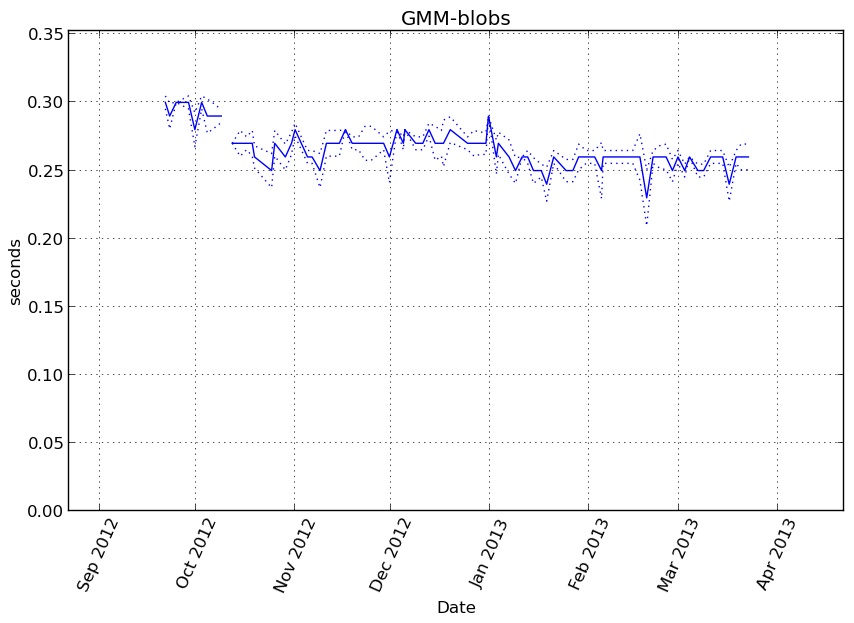 GMM-blobs
0.35
0.30
0.25
0.20
0.15
0.10
0.05
0.00
seconds
Sep 2012
Oct 2012
Nov 2012
Dec 2012
Jan 2013
Feb 2013
Mar 2013
Apr 2013
Date